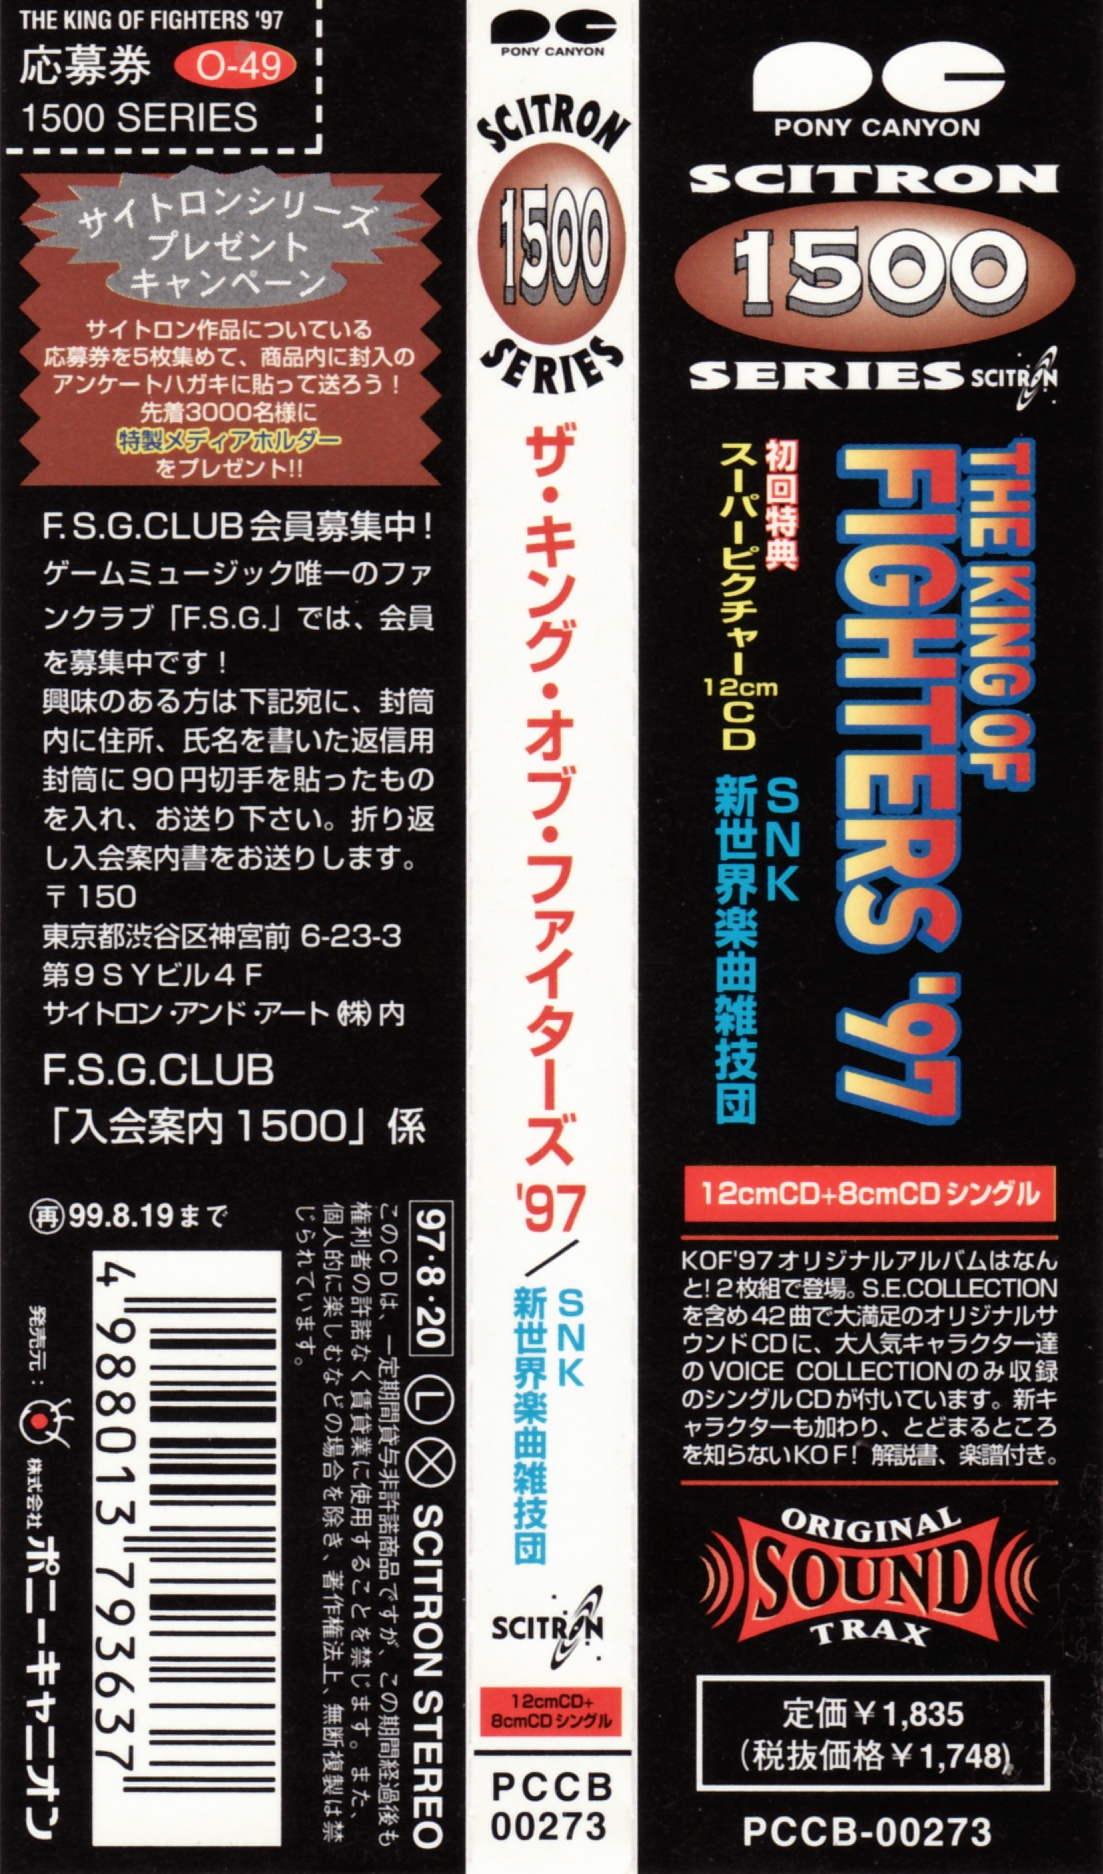 THE KING OF FIGHTERS '97
応募券 O-49
1500 SERIES
サイトロンシリーズ
プレゼント
キャンペーン
サイトロン作品についている
応募券を5枚集めて、商品内に封入の
アンケートハガキに貼って送ろう！
先着3000名様に
特製メディアホルダー
をプレゼント!!
F.S.G.CLUB会員募集中！
ゲームミュージック唯一のファ
ンクラブ「F.S.G.」では、会員
を募集中です！
興味のある方は下記宛に、封筒
内に住所、氏名を書いた返信用
封筒に90円切手を貼ったもの
を入れ、お送り下さい。折り返
し入会案内書をお送りします。
〒150
東京都渋谷区神宮前 6-23-3
第9SYビル4F
サイトロン・アンド・アート㈱内
F.S.G.CLUB
「入会案内1500」係
再 99.8.19まで
97・8・20 L X SCITRON STEREO
このCDは、一定期間貸与非許諾商品ですが、この期間経過後も
権利者の許諾なく賃貸業に使用することを禁じます。また、
個人的に楽しむなどの場合を除き、著作権法上、無断複製は禁
じられています。
4 988013 793637
発売元： 株式会社 ポニーキャニオン
PONY CANYON
SCITRON
1500
SERIES
ザ・キング・オブ・ファイターズ '97／
SNK
新世界楽曲雑技団
SCITRON
12cmCD+
8cmCDシングル
PCCB
00273
PONY CANYON
SCITRON
1500
SERIES SCITRON
THE KING OF
FIGHTERS '97
初回特典
スーパーピクチャー12cmCD
SNK
新世界楽曲雑技団
12cmCD+8cmCDシングル
KOF'97オリジナルアルバムはなん
と!2枚組で登場。S.E.COLLECTION
を含め42曲で大満足のオリジナルサ
ウンドCDに、大人気キャラクター達
のVOICE COLLECTIONのみ収録
のシングルCDが付いています。新キ
ャラクターも加わり、とどまるところ
を知らないKOF! 解説書、楽譜付き。
ORIGINAL
SOUND
TRAX
定価￥1,835
（税抜価格￥1,748）
PCCB-00273